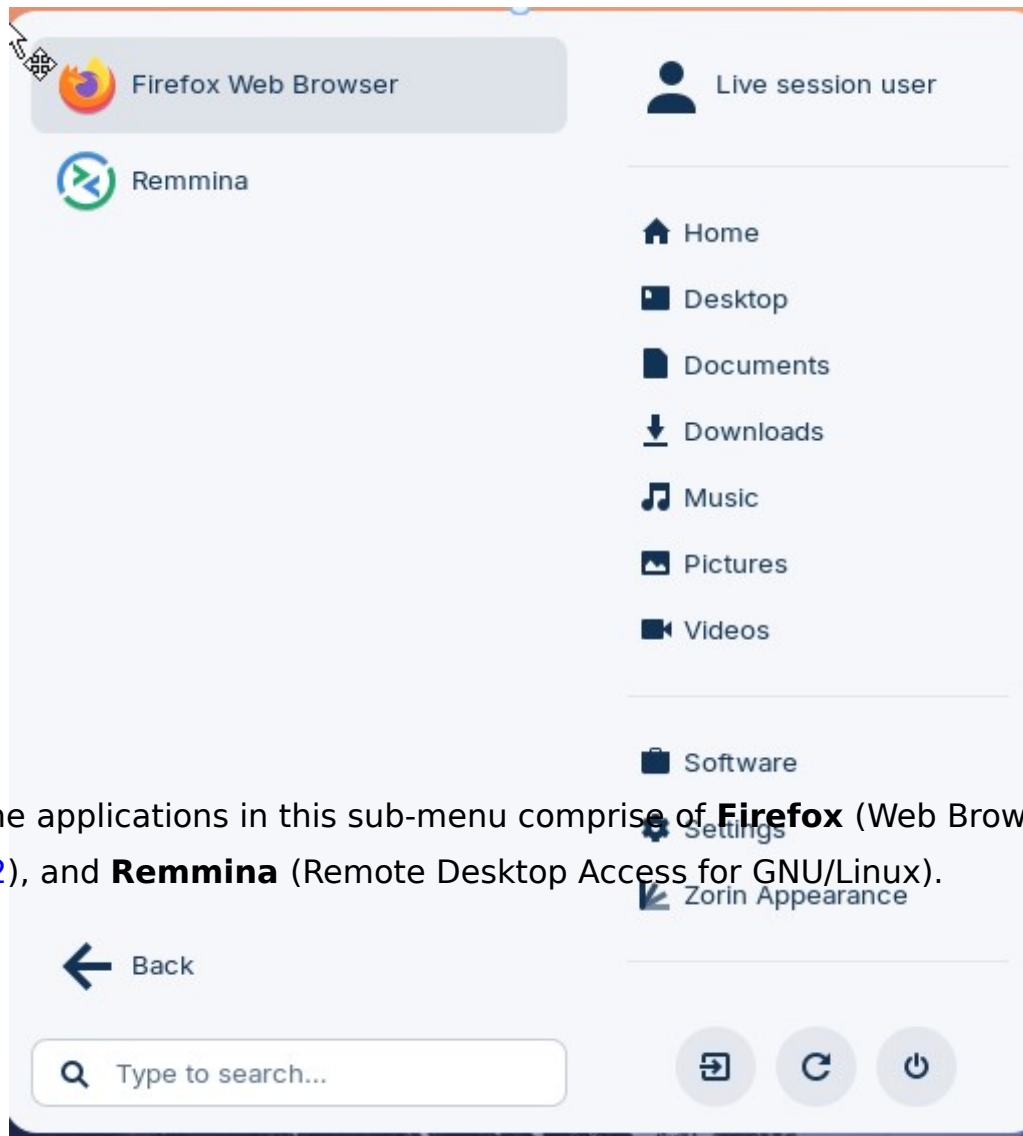 Firefox Web Browser
Remmina
Live session user
Home
Desktop
Documents
Downloads
Music
Pictures
Videos
Software
Settings
Zorin Appearance
applications in this sub-menu comprise of Firefox (Web
), and Remmina (Remote Desktop Access for GNU/Linux).
Back
Type to search...